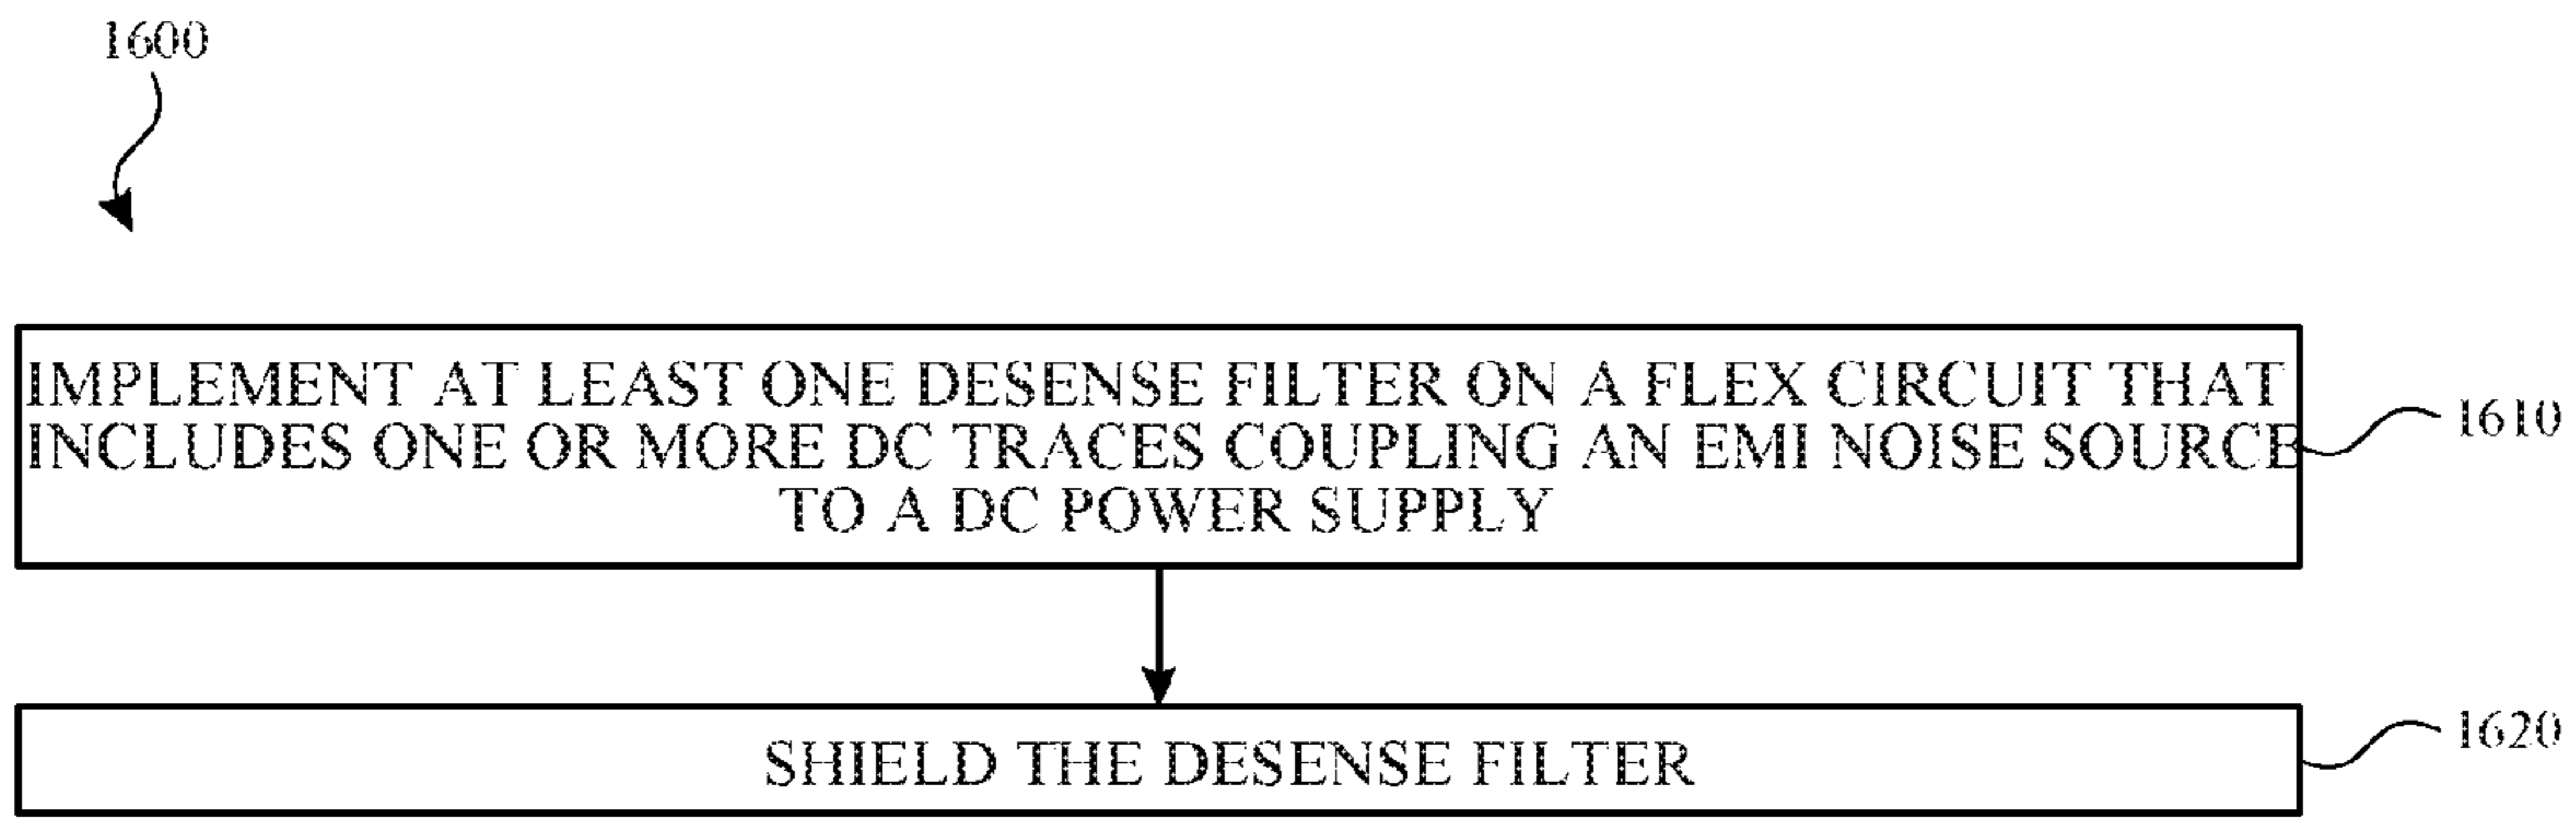 1600
IMPLEMENT AT LEAST ONE DESENSE FILTER ON A FLEX CIRCUIT THAT
INCLUDES ONE OR MORE DC TRACES COUPLING AN EMI NOISE SOURCE
TO A DC POWER SUPPLY
1610
SHIELD THE DESENSE FILTER
1620